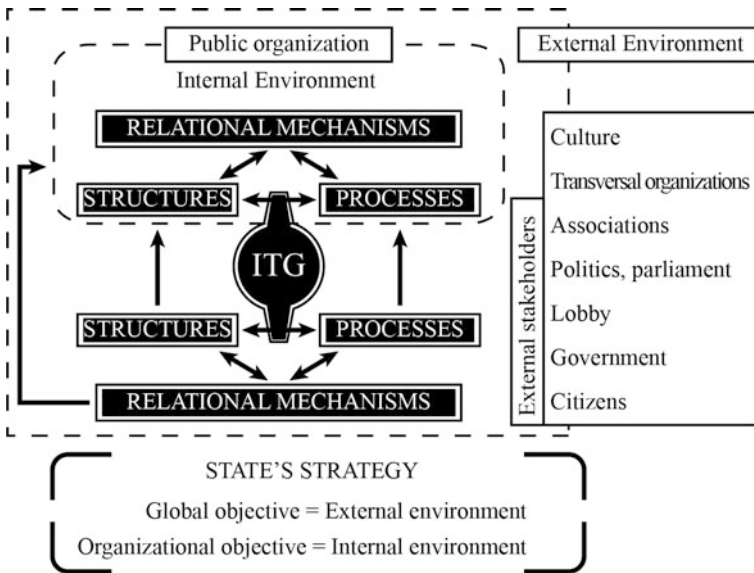 Public organization
External Environment
Internal Environment
RELATIONAL MECHANISMS
STRUCTURES
PROCESSES
ITG
STRUCTURES
PROCESSES
RELATIONAL MECHANISMS
External stakeholders
Culture
Transversal organizations
Associations
Politics, parliament
Lobby
Government
Citizens
STATE’S STRATEGY
Global objective = External environment
Organizational objective = Internal environment